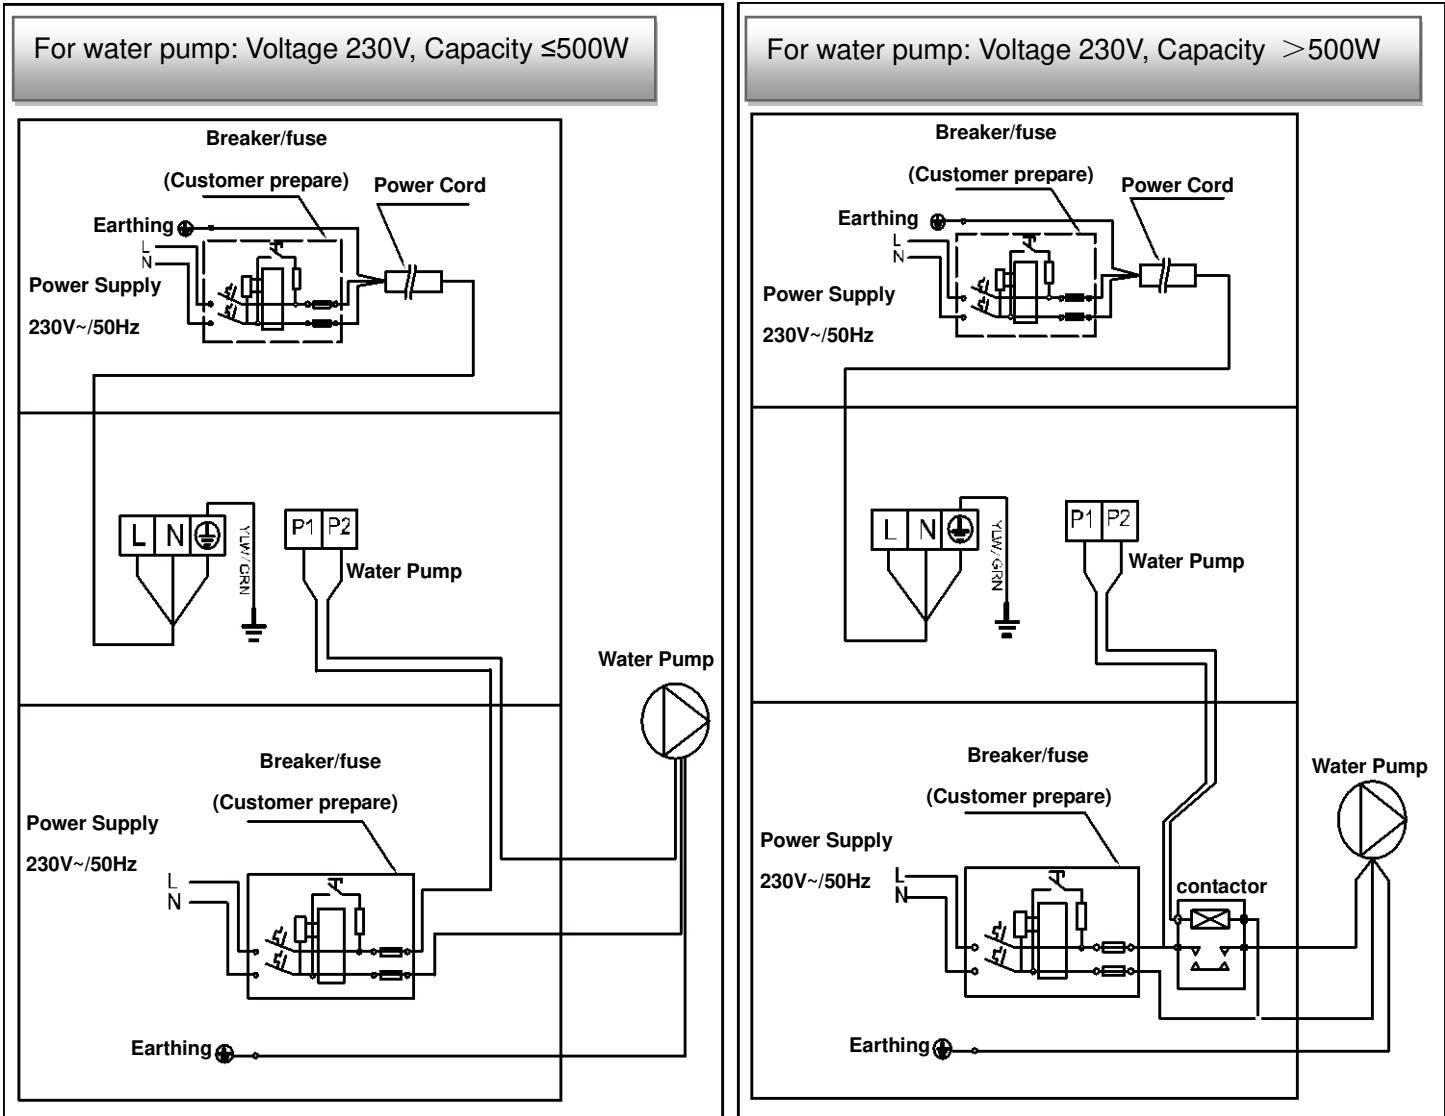 For water pump: Voltage 230V, Capacity ≤500W
Breaker/fuse
(Customer prepare)
Power Cord
Earthing
L
N
Power Supply
230V~/50Hz
L N
YLW/CRN
P1 P2
Water Pump
Water Pump
Breaker/fuse
(Customer prepare)
Power Supply
230V~/50Hz
L
N
Earthing
For water pump: Voltage 230V, Capacity >500W
Breaker/fuse
(Customer prepare)
Power Cord
Earthing
L
N
Power Supply
230V~/50Hz
L N
YLW/GRN
P1 P2
Water Pump
Water Pump
Breaker/fuse
(Customer prepare)
Power Supply
230V~/50Hz
L
N
contactor
Earthing